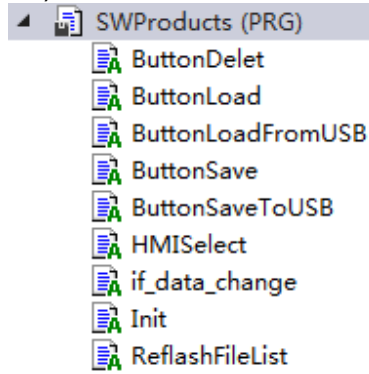 SWProducts (PRG)
ButtonDelet
ButtonLoad
ButtonLoadFromUSB
ButtonSave
ButtonSaveToUSB
HMISelect
if_data_change
Init
ReflashFileList